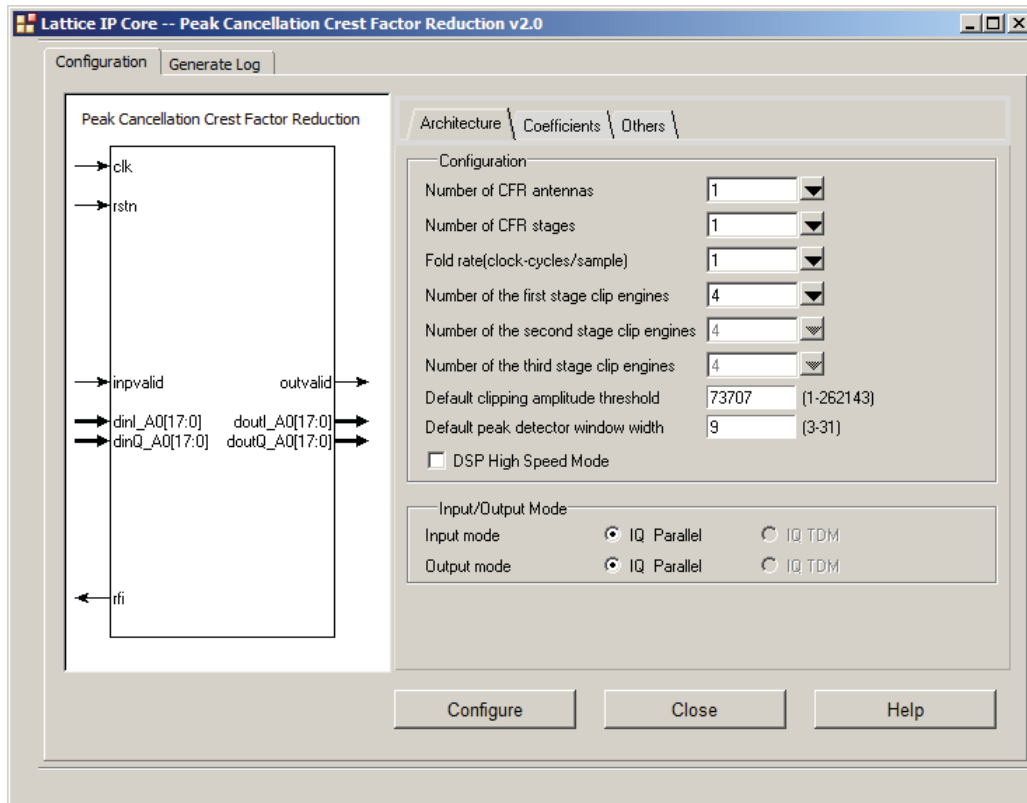 Lattice IP Core -- Peak Cancellation Crest Factor Reduction v2.0
Configuration
Generate Log
Peak Cancellation Crest Factor Reduction
clk
rstn
inpvalid outvalid
dinI_A0[17:0] doutI_A0[17:0]
dinQ_A0[17:0] doutQ_A0[17:0]
rfi
Architecture
Coefficients
Others
Configuration
Number of CFR antennas 1
Number of CFR stages 1
Fold rate(clock-cycles/sample) 1
Number of the first stage clip engines 4
Number of the second stage clip engines 4
Number of the third stage clip engines 4
Default clipping amplitude threshold 73707 (1-262143)
Default peak detector window width 9 (3-31)
DSP High Speed Mode
Input/Output Mode
Input mode IQ Parallel IQ TDM
Output mode IQ Parallel IQ TDM
Configure
Close
Help